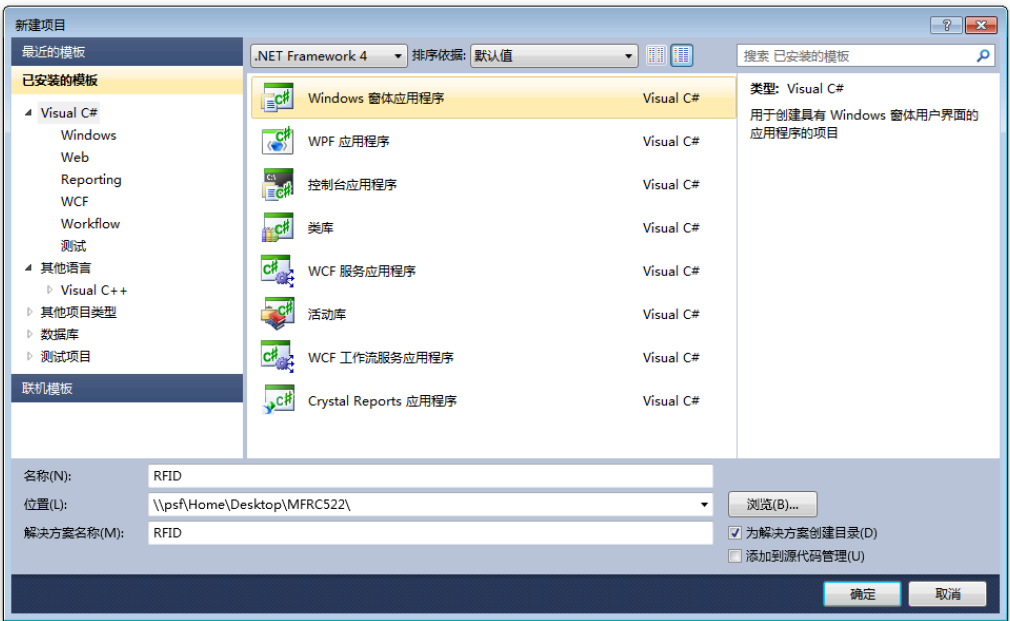 新建项目
最近的模板
已安装的模板
Visual C#
Windows
Web
Reporting
WCF
Workflow
测试
其他语言
Visual C++
其他项目类型
数据库
测试项目
联机模板
.NET Framework 4 排序依据: 默认值
Windows 窗体应用程序 Visual C#
WPF 应用程序 Visual C#
控制台应用程序 Visual C#
类库 Visual C#
WCF 服务应用程序 Visual C#
活动库 Visual C#
WCF 工作流服务应用程序 Visual C#
Crystal Reports 应用程序 Visual C#
搜索 已安装的模板
类型: Visual C#
用于创建具有 Windows 窗体用户界面的
应用程序的项目
名称(N): RFID
位置(L): \\psf\Home\Desktop\MFRC522\ 浏览(B)...
解决方案名称(M): RFID 为解决方案创建目录(D)
添加到源代码管理(U)
确定 取消